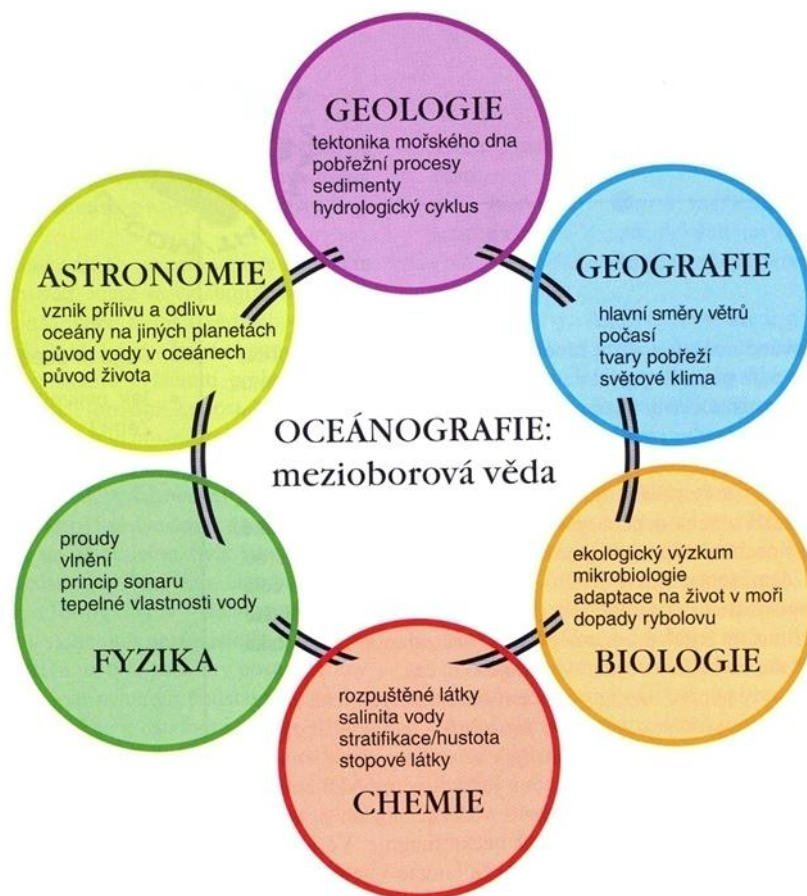 GEOLOGIE
tektonika mořského dna
pobřežní procesy
sedimenty
hydrologický cyklus
ASTRONOMIE
vznik přílivu a odlivu
oceány na jiných planetách
původ vody v oceánech
původ života
GEOGRAFIE
hlavní směry větrů
počasí
tvary pobřeží
světové klima
OCEÁNOGRAFIE:
mezioborová věda
proudy
vlnění
princip sonaru
tepelné vlastnosti vody
FYZIKA
ekologický výzkum
mikrobiologie
adaptace na život v moři
dopady rybolovu
BIOLOGIE
rozpuštěné látky
salinita vody
stratifikace/hustota
stopové látky
CHEMIE